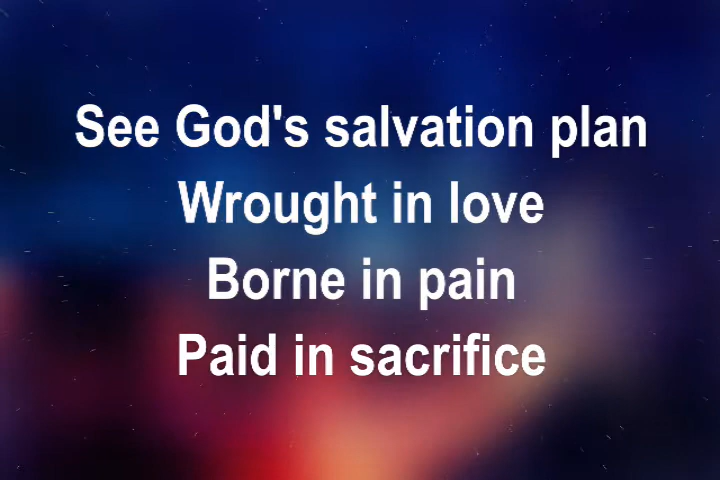 See God's salvation plan
Wrought in love
Borne in pain
Paid in sacrifice